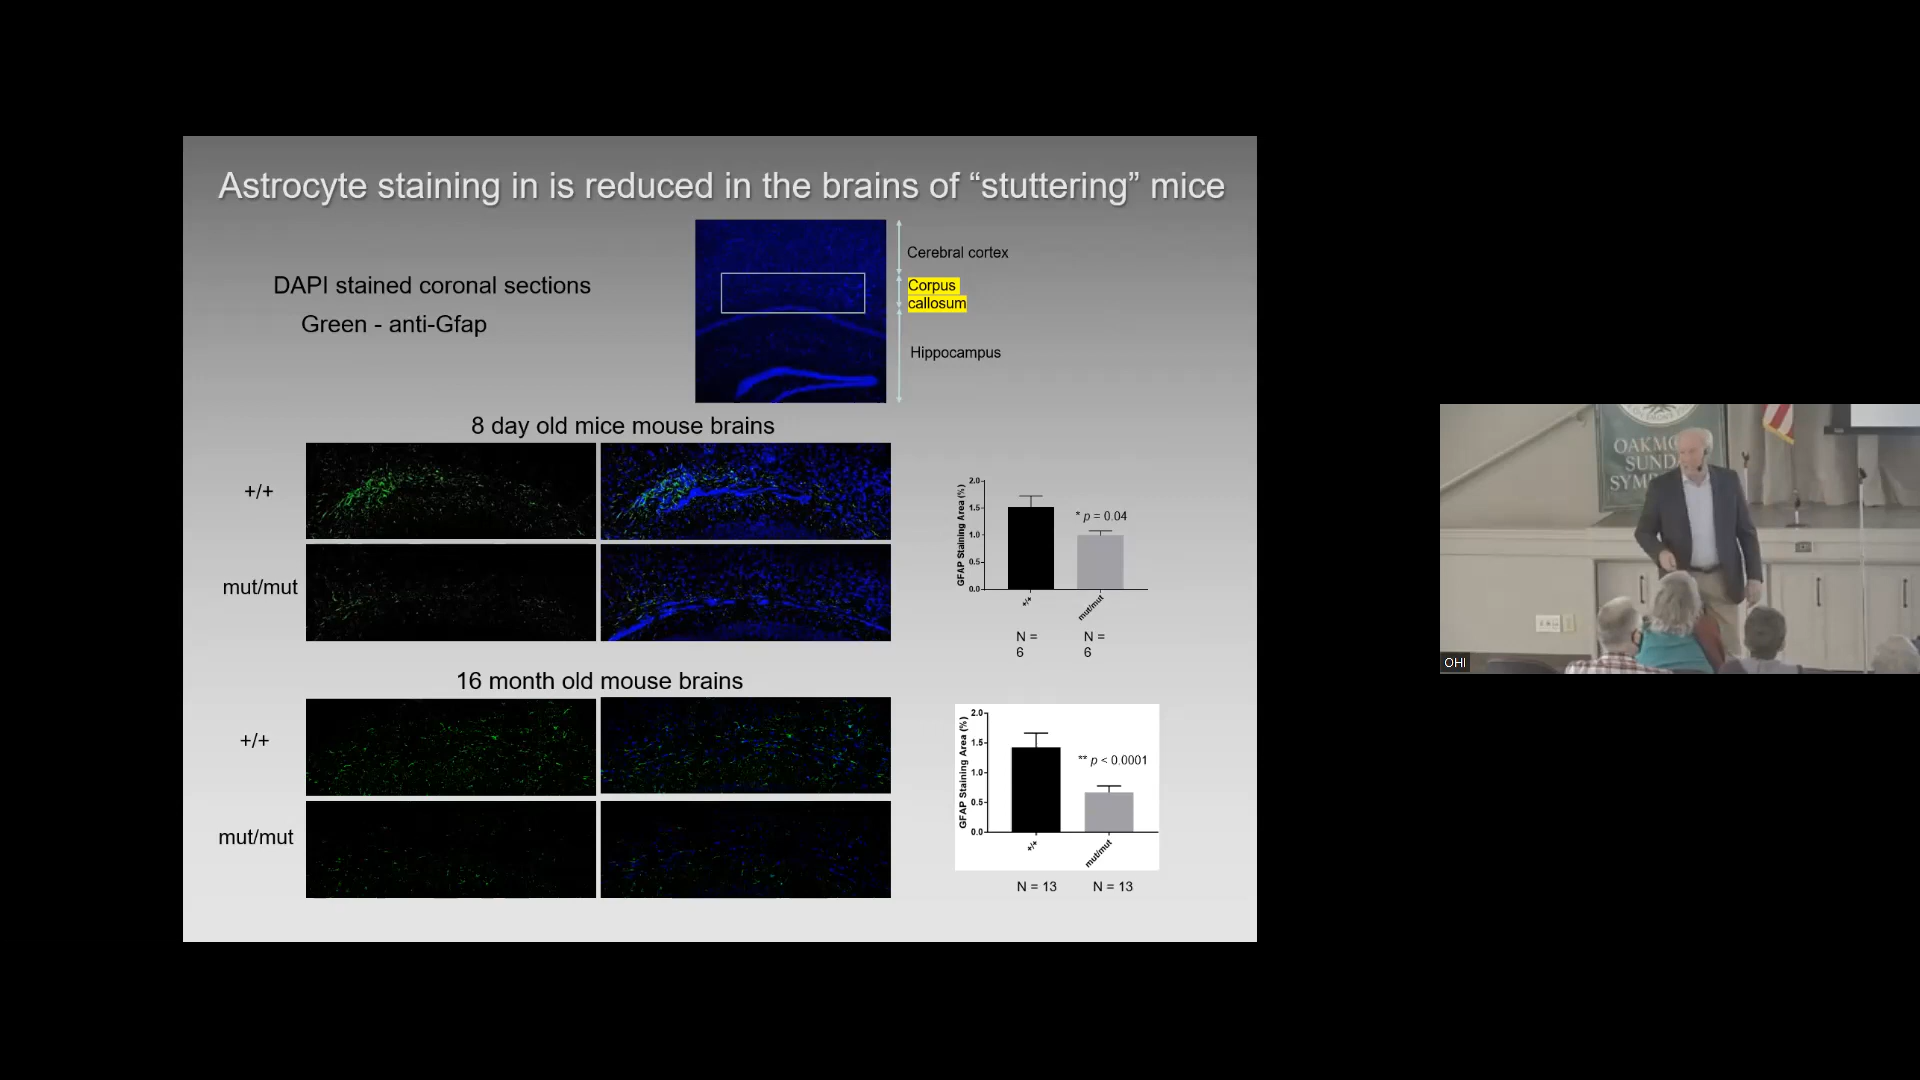 Astrocyte staining in is reduced in the brains of “stuttering” mice
DAPI stained coronal sections
Green - anti-Gfap
Cerebral cortex
Corpus
callosum
Hippocampus
8 day old mice mouse brains
+/+
mut/mut
GFAP Staining Area (%)
2.0
1.5
1.0
0.5
0.0
* p = 0.04
+/+
mut/mut
N =
6
N =
6
16 month old mouse brains
+/+
mut/mut
GFAP Staining Area (%)
2.0
1.5
1.0
0.5
0.0
** p < 0.0001
+/+
mut/mut
N = 13
N = 13
SUND
SYMP
OHI